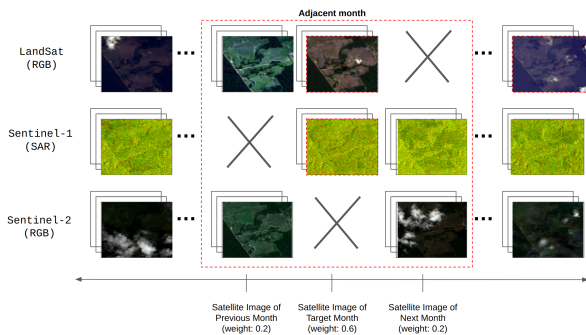 Adjacent month
LandSat
(RGB)
Sentinel-1
(SAR)
Sentinel-2
(RGB)
Satellite Image of
Previous Month
(weight: 0.2)
Satellite Image of
Target Month
(weight: 0.6)
Satellite Image of
Next Month
(weight: 0.2)